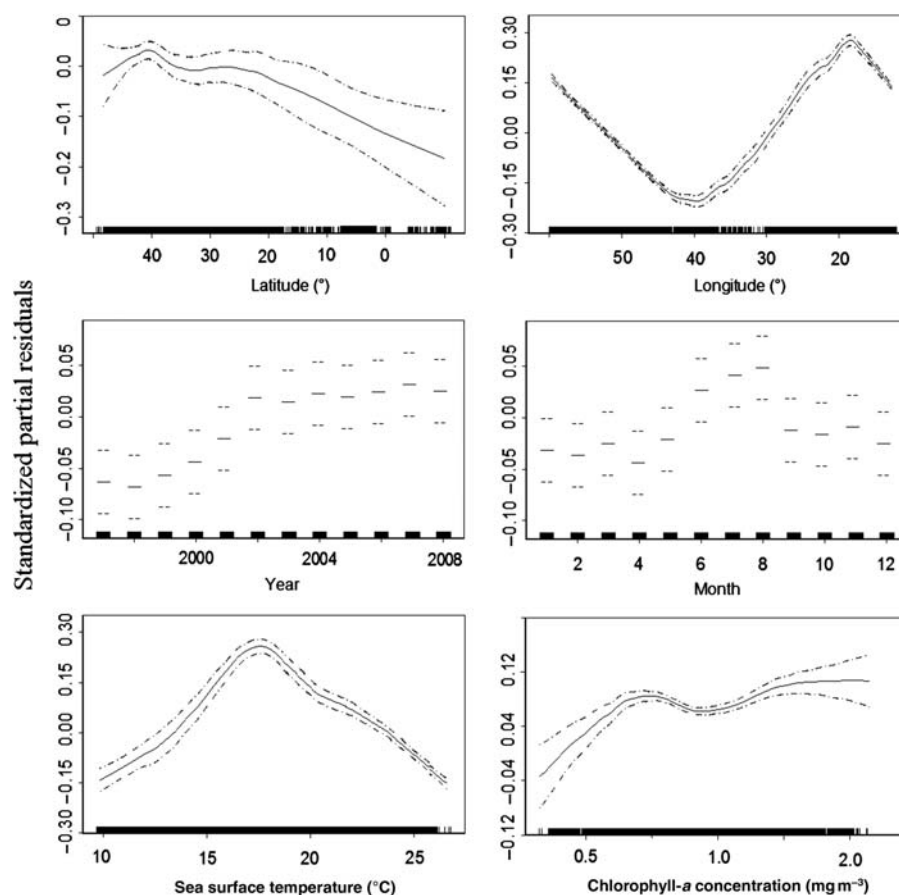 Standardized partial residuals
0
0.0
−0.1
−0.2
−0.3
40 30 20 10 0
Latitude (°)
0.30
0.15
0.00
−0.15
−0.30
50 40 30 20
Longitude (°)
0.05
0.00
−0.05
−0.10
2000 2004 2008
Year
0.05
0.00
−0.05
−0.10
2 4 6 8 10 12
Month
0.30
0.15
0.00
−0.15
−0.30
10 15 20 25
Sea surface temperature (°C)
0.12
0.04
−0.04
−0.12
0.5 1.0 2.0
Chlorophyll-a concentration (mg m⁻³)